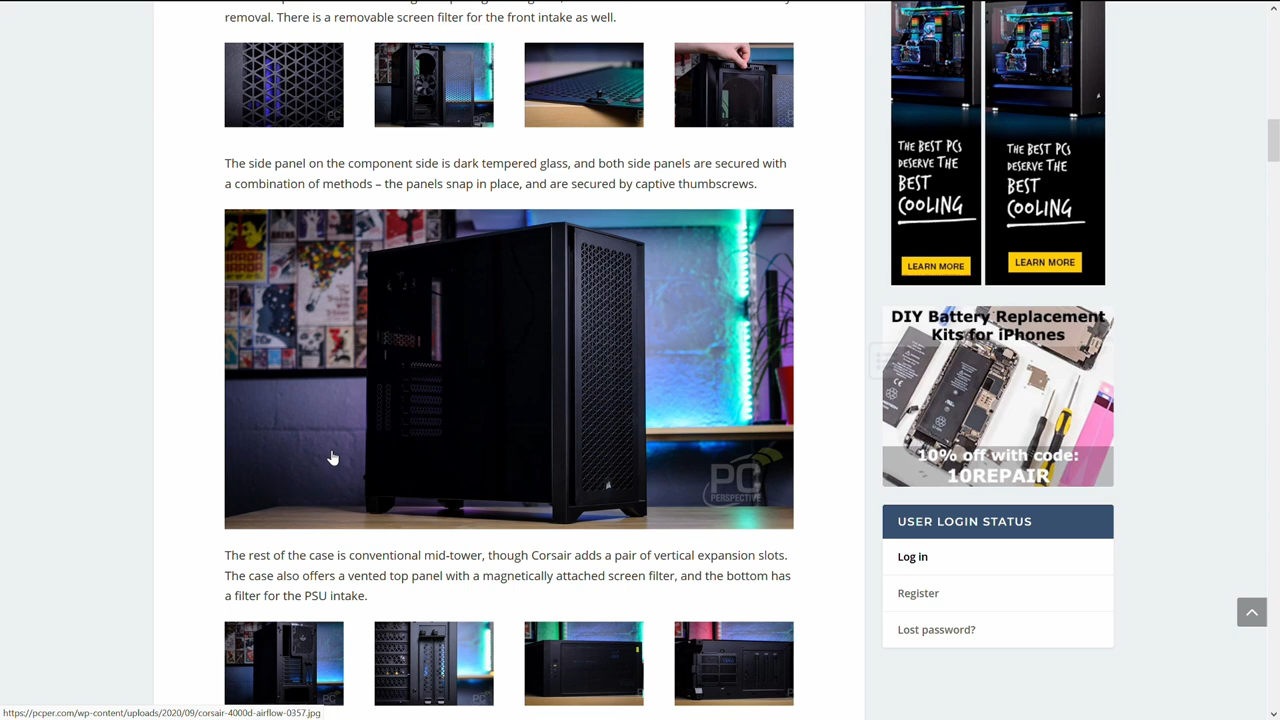 removal. There is a removable screen filter for the front intake as well.
The side panel on the component side is dark tempered glass, and both side panels are secured with
a combination of methods – the panels snap in place, and are secured by captive thumbscrews.
PC
PERSPECTIVE
The rest of the case is conventional mid-tower, though Corsair adds a pair of vertical expansion slots.
The case also offers a vented top panel with a magnetically attached screen filter, and the bottom has
a filter for the PSU intake.
THE BEST PCs
DESERVE THE
BEST
COOLING
LEARN MORE
THE BEST PCs
DESERVE THE
BEST
COOLING
LEARN MORE
DIY Battery Replacement
Kits for iPhones
10% off with code:
10REPAIR
USER LOGIN STATUS
Log in
Register
Lost password?
https://pcper.com/wp-content/uploads/2020/09/corsair-4000d-airflow-0357.jpg